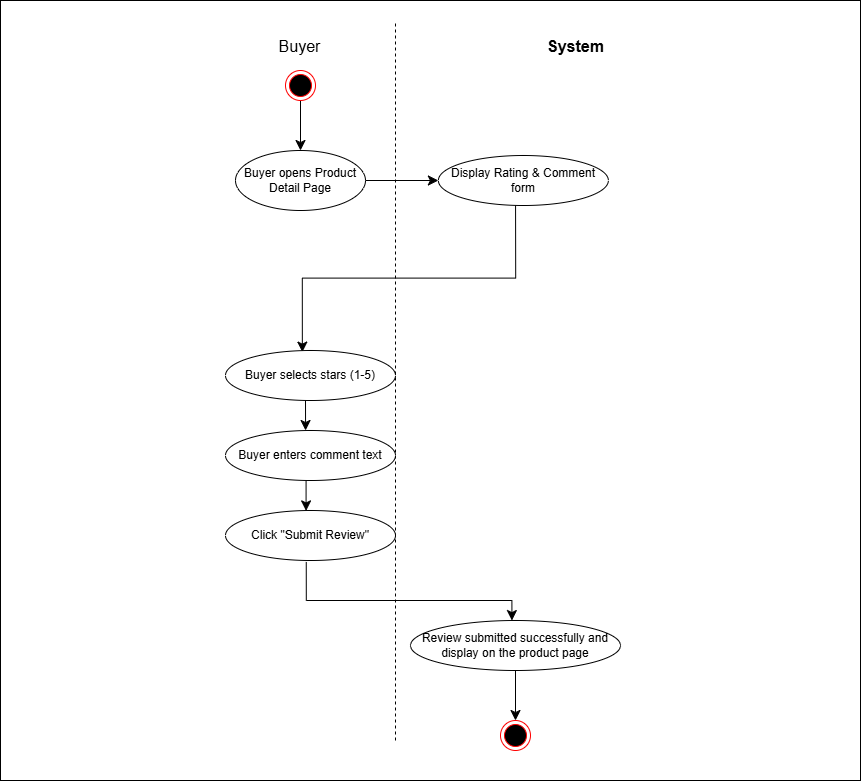 Buyer
System
Buyer opens Product
Detail Page
Display Rating & Comment
form
Buyer selects stars (1-5)
Buyer enters comment text
Click "Submit Review"
Review submitted successfully and
display on the product page